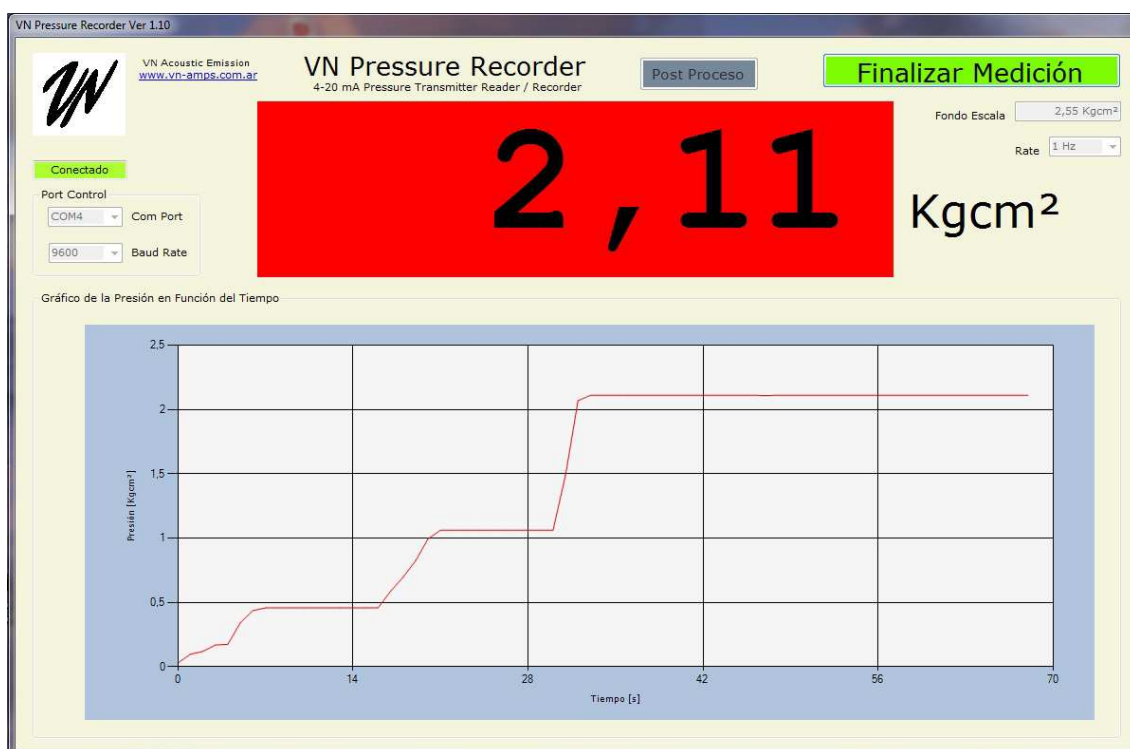 VN Pressure Recorder Ver 1.10
VN
VN Acoustic Emission
www.vn-amps.com.ar
VN Pressure Recorder
4-20 mA Pressure Transmitter Reader / Recorder
Post Proceso
Finalizar Medición
Fondo Escala 2,55 Kgcm²
Rate 1 Hz
2,11
Kgcm²
Conectado
Port Control
COM4 Com Port
9600 Baud Rate
Gráfico de la Presión en Función del Tiempo
2,5
2
1,5
1
0,5
0
Presión [Kgcm²]
0 14 28 42 56 70
Tiempo [s]